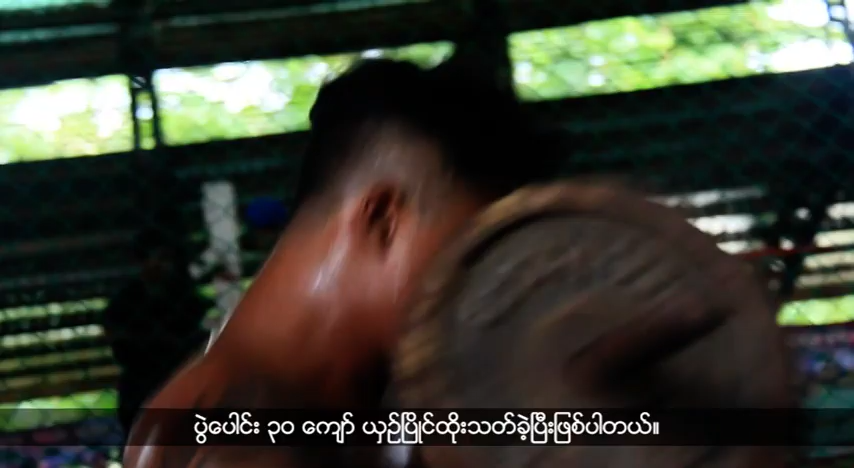 ပွဲပေါင်း ၃၀ ကျော် ယှဉ်ပြိုင်ထိုးသတ်ခဲ့ပြီးဖြစ်ပါတယ်။